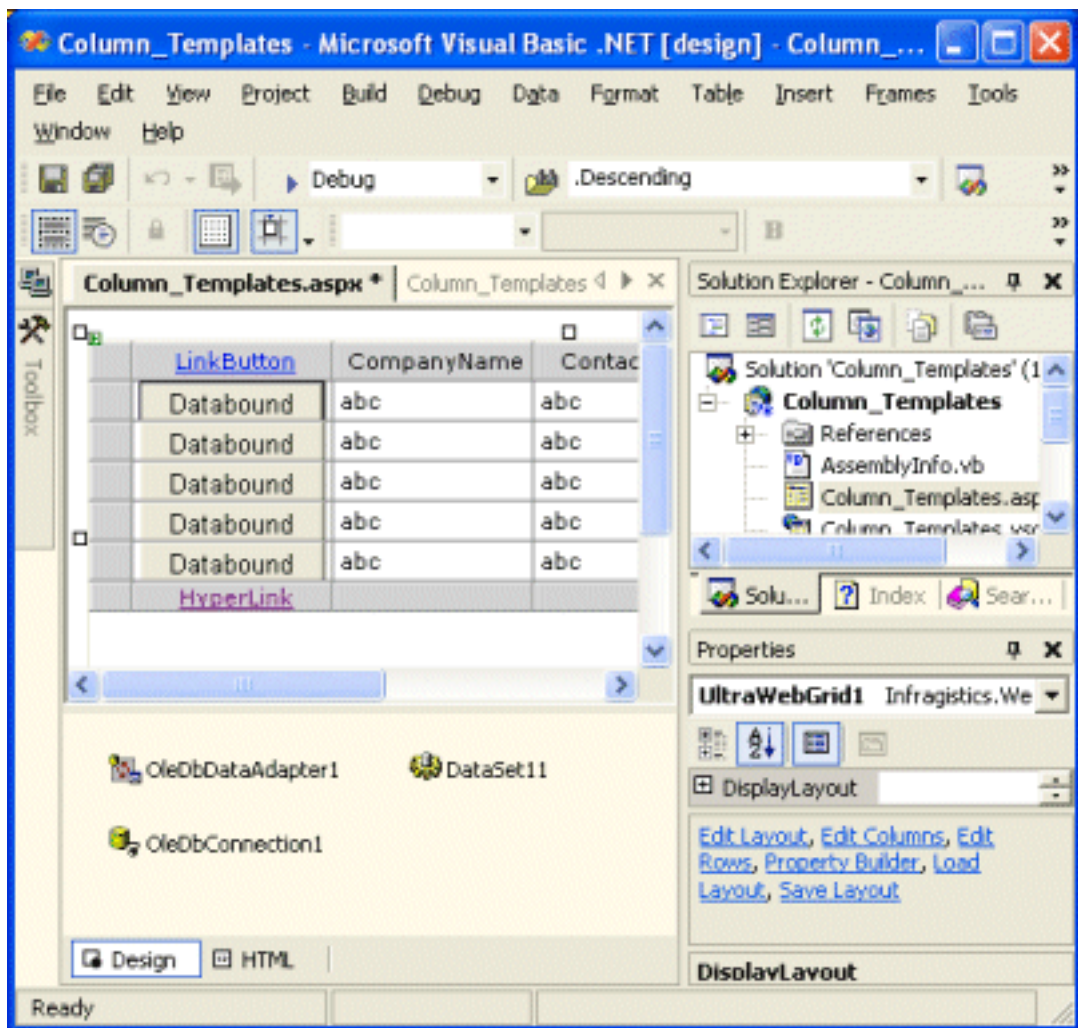 Column_Templates - Microsoft Visual Basic .NET [design] - Column_...
File Edit View Project Build Debug Data Format Table Insert Frames Tools
Window Help
Debug .Descending
B
Column_Templates.aspx * Column_Templates
Toolbox
LinkButton CompanyName Contac
Databound abc abc
Databound abc abc
Databound abc abc
Databound abc abc
Databound abc abc
HyperLink
OleDbDataAdapter1 DataSet11
OleDbConnection1
Design HTML
Solution Explorer - Column_...
Solution 'Column_Templates' (1
Column_Templates
References
AssemblyInfo.vb
Column_Templates.asp
Column_Templates.vsc
Solu... Index Sear...
Properties
UltraWebGrid1 Infragistics.We
DisplayLayout
Edit Layout, Edit Columns, Edit
Rows, Property Builder, Load
Layout, Save Layout
DisplayLayout
Ready